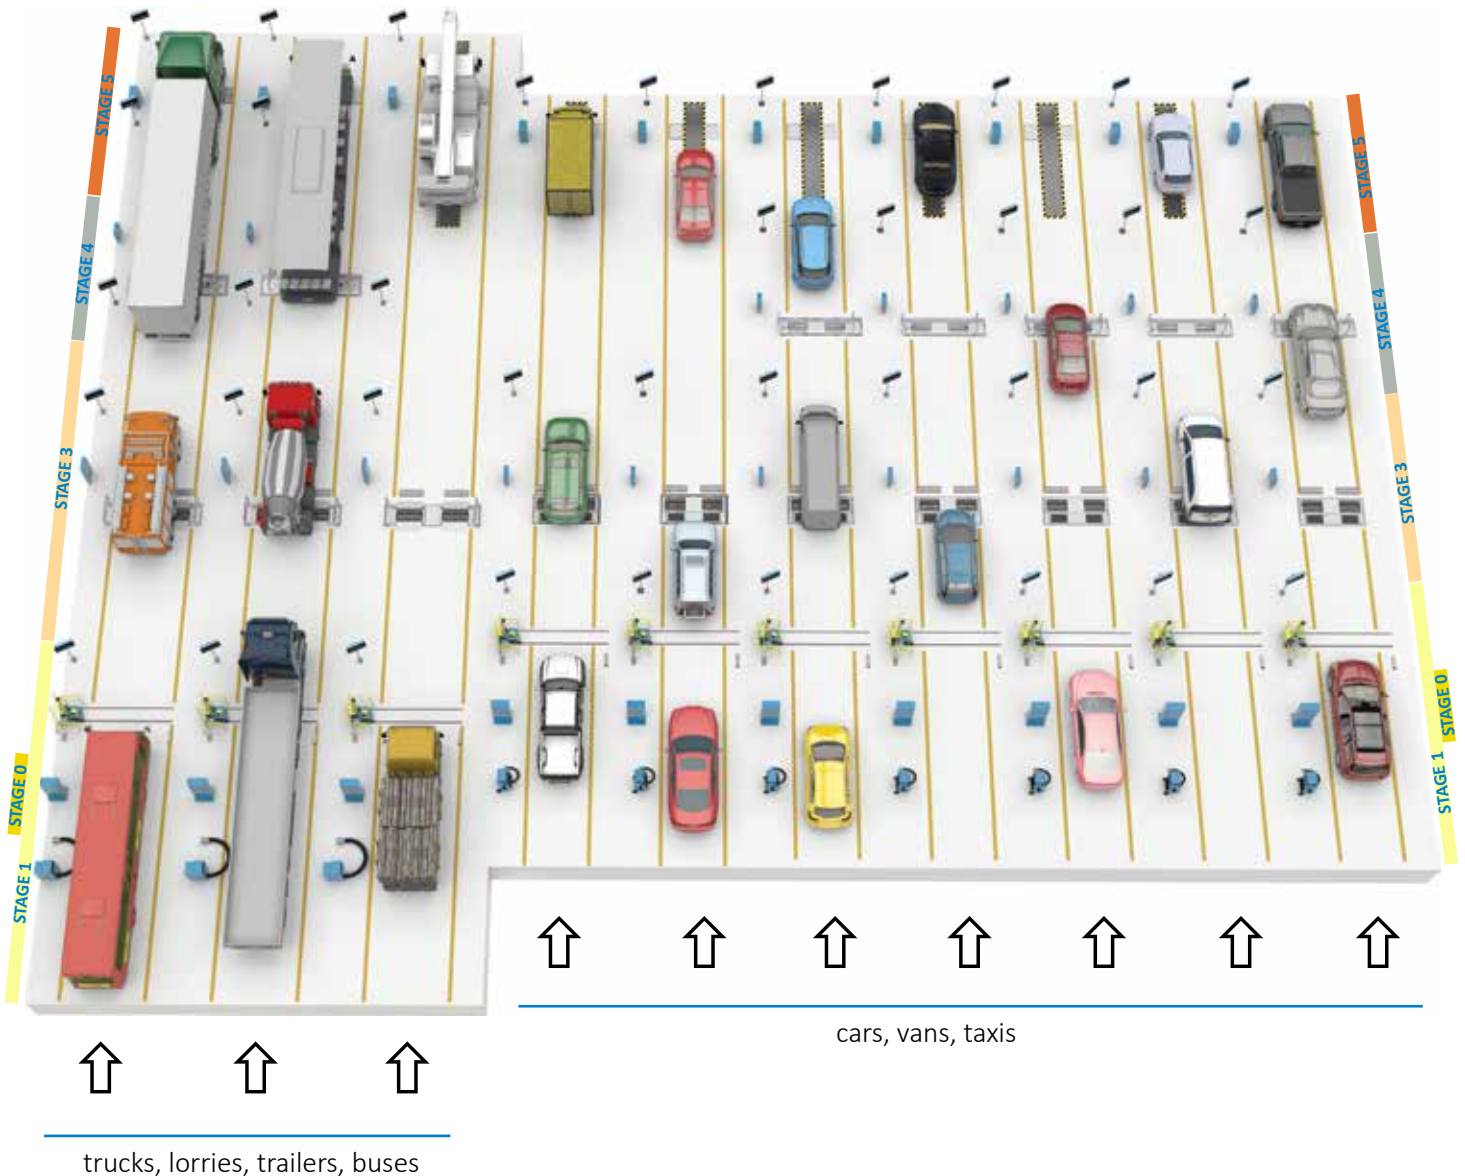 STAGE 5
STAGE 4
STAGE 3
STAGE 0
STAGE 1
STAGE 5
STAGE 4
STAGE 3
STAGE 0
STAGE 1
cars, vans, taxis
trucks, lorries, trailers, buses